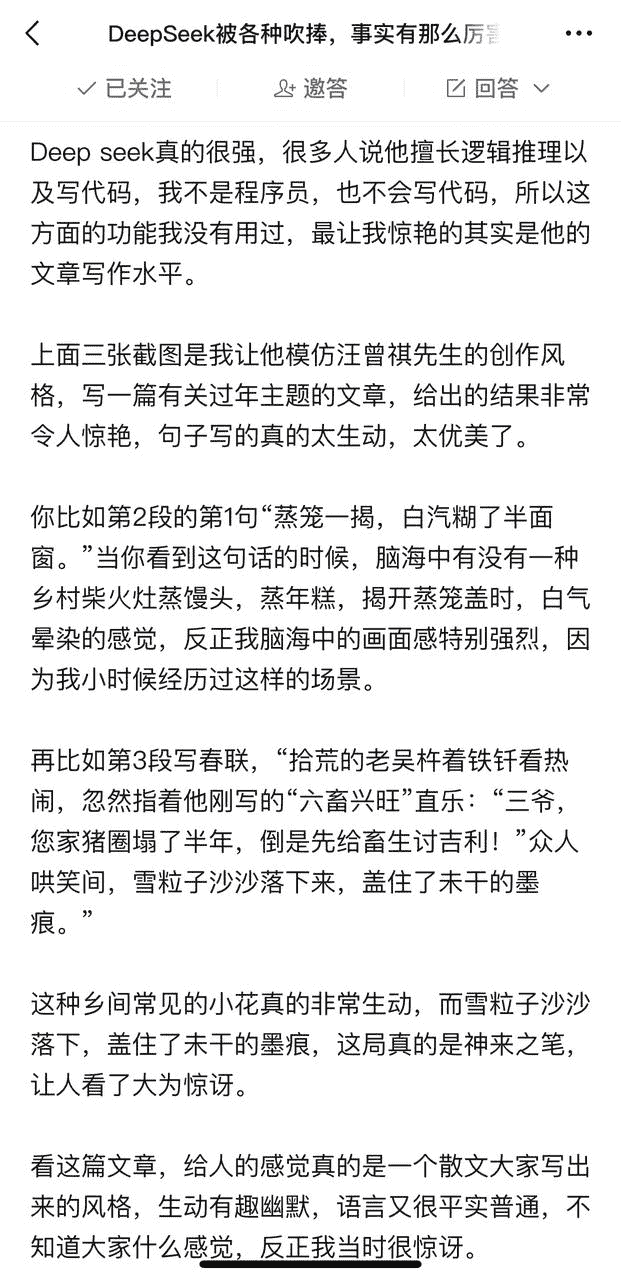 DeepSeek被各种吹捧，事实有那么厉害
已关注
邀答
回答
Deep seek真的很强，很多人说他擅长逻辑推理以
及写代码，我不是程序员，也不会写代码，所以这
方面的功能我没有用过，最让我惊艳的其实是他的
文章写作水平。
上面三张截图是我让他模仿汪曾祺先生的创作风
格，写一篇有关过年主题的文章，给出的结果非常
令人惊艳，句子写的真的太生动，太优美了。
你比如第2段的第1句“蒸笼一揭，白汽糊了半面
窗。”当你看到这句话的时候，脑海中有没有一种
乡村柴火灶蒸馒头，蒸年糕，揭开蒸笼盖时，白气
晕染的感觉，反正我脑海中的画面感特别强烈，因
为我小时候经历过这样的场景。
再比如第3段写春联，“拾荒的老吴杵着铁钎看热
闹，忽然指着他刚写的“六畜兴旺”直乐：“三爷，
您家猪圈塌了半年，倒是先给畜生讨吉利！”众人
哄笑间，雪粒子沙沙落下来，盖住了未干的墨
痕。”
这种乡间常见的小花真的非常生动，而雪粒子沙沙
落下，盖住了未干的墨痕，这局真的是神来之笔，
让人看了大为惊讶。
看这篇文章，给人的感觉真的是一个散文大家写出
来的风格，生动有趣幽默，语言又很平实普通，不
知道大家什么感觉，反正我当时很惊讶。